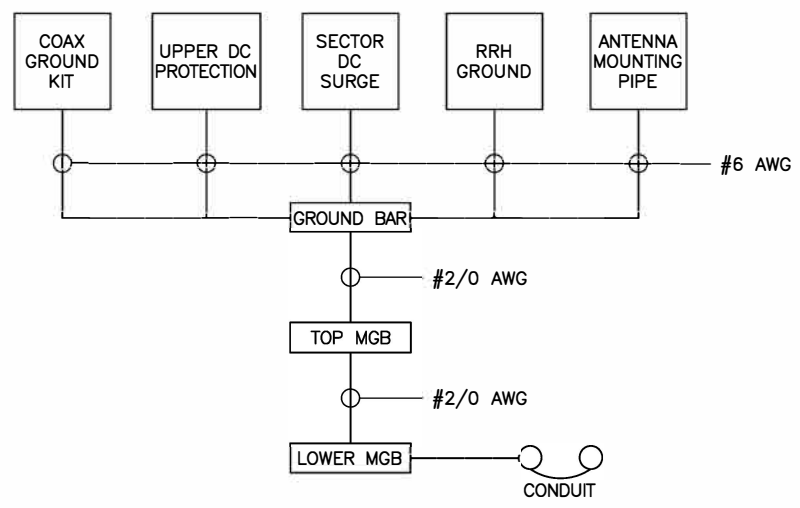 COAX
GROUND
KIT
UPPER DC
PROTECTION
SECTOR
DC
SURGE
RRH
GROUND
ANTENNA
MOUNTING
PIPE
#6 AWG
GROUND BAR
#2/0 AWG
TOP MGB
#2/0 AWG
LOWER MGB
CONDUIT